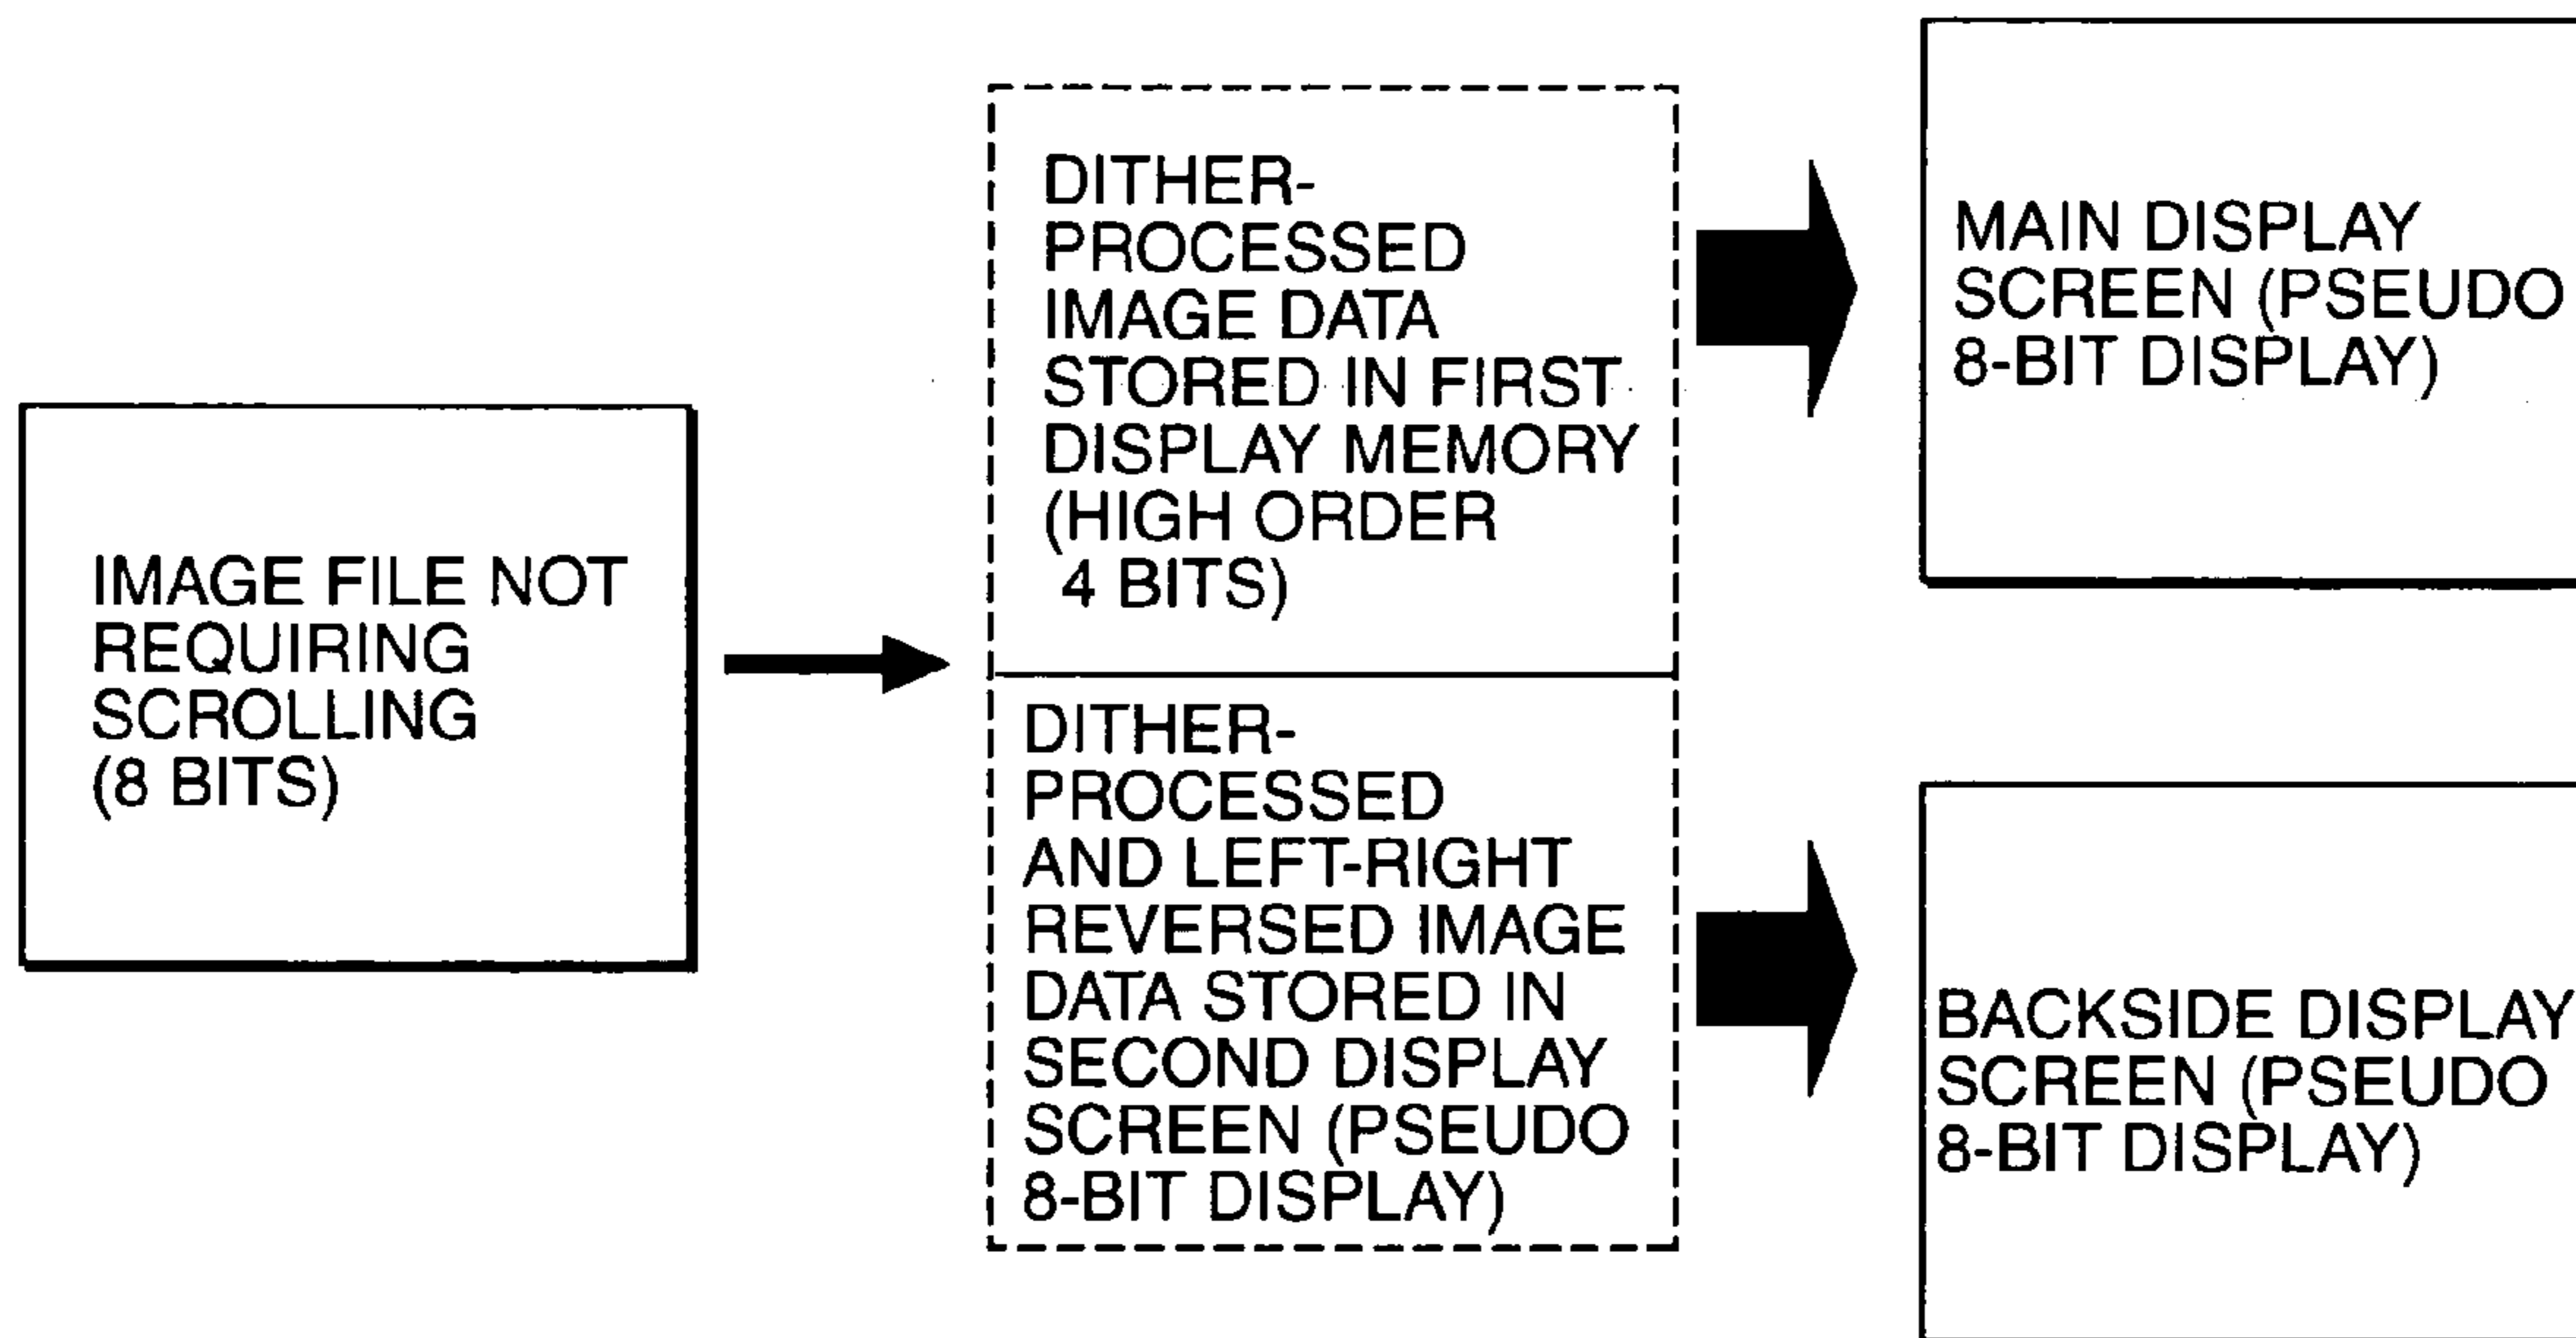 IMAGE FILE NOT
REQUIRING
SCROLLING
(8 BITS)
DITHER-
PROCESSED
IMAGE DATA
STORED IN FIRST
DISPLAY MEMORY
(HIGH ORDER
4 BITS)
DITHER-
PROCESSED
AND LEFT-RIGHT
REVERSED IMAGE
DATA STORED IN
SECOND DISPLAY
SCREEN (PSEUDO
8-BIT DISPLAY)
MAIN DISPLAY
SCREEN (PSEUDO
8-BIT DISPLAY)
BACKSIDE DISPLAY
SCREEN (PSEUDO
8-BIT DISPLAY)